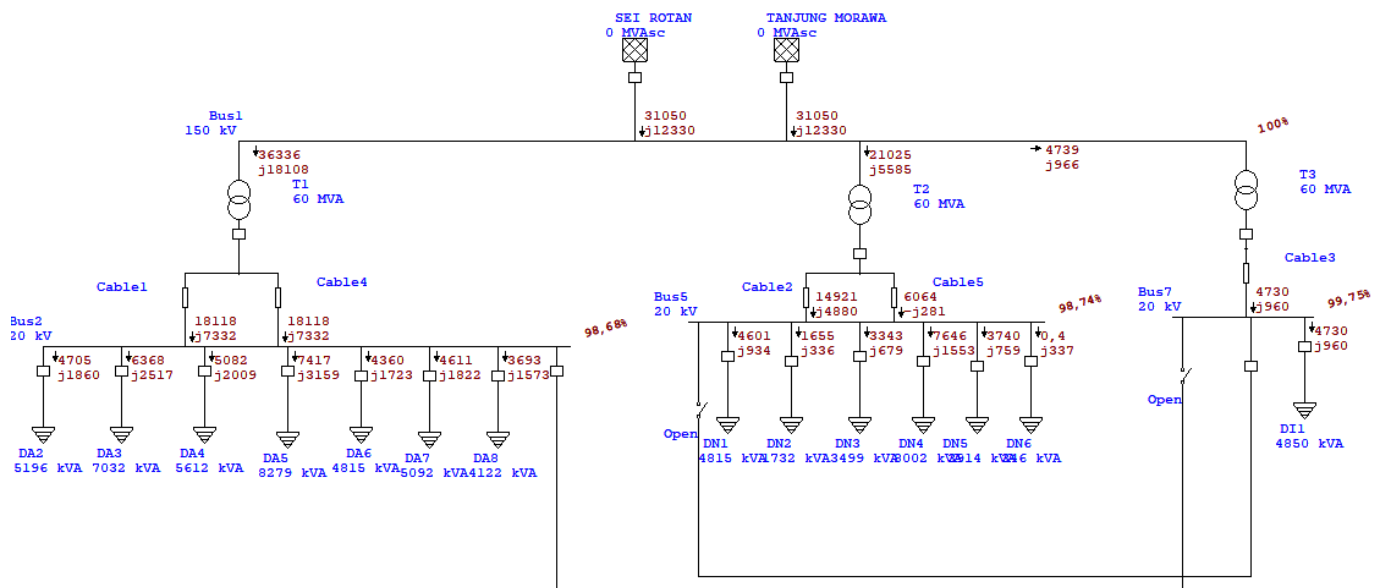 SEI ROTAN
0 MVAsc
TANJUNG MORAWA
0 MVAsc
Bus1
150 kV
31050
j12330
31050
j12330
100%
36336
j18108
21025
j5585
4739
j966
T1
60 MVA
T2
60 MVA
T3
60 MVA
Cable1
Cable4
Cable2
Cable5
Cable3
Bus2
20 kV
18118
j7332
18118
j7332
98,68%
Bus5
20 kV
14921
j4880
6064
-j281
98,74%
Bus7
20 kV
4730
j960
99,75%
4705
j1860
6368
j2517
5082
j2009
7417
j3159
4360
j1723
4611
j1822
3693
j1573
4601
j934
1655
j336
3343
j679
7646
j1553
3740
j759
0,4
j337
4730
j960
Open
Open
DA2
5196 kVA
DA3
7032 kVA
DA4
5612 kVA
DA5
8279 kVA
DA6
4815 kVA
DA7
5092 kVA
DA8
4122 kVA
DN1
4815 kVA
DN2
1732 kVA
DN3
3499 kVA
DN4
8002 kVA
DN5
3914 kVA
DN6
346 kVA
DI1
4850 kVA